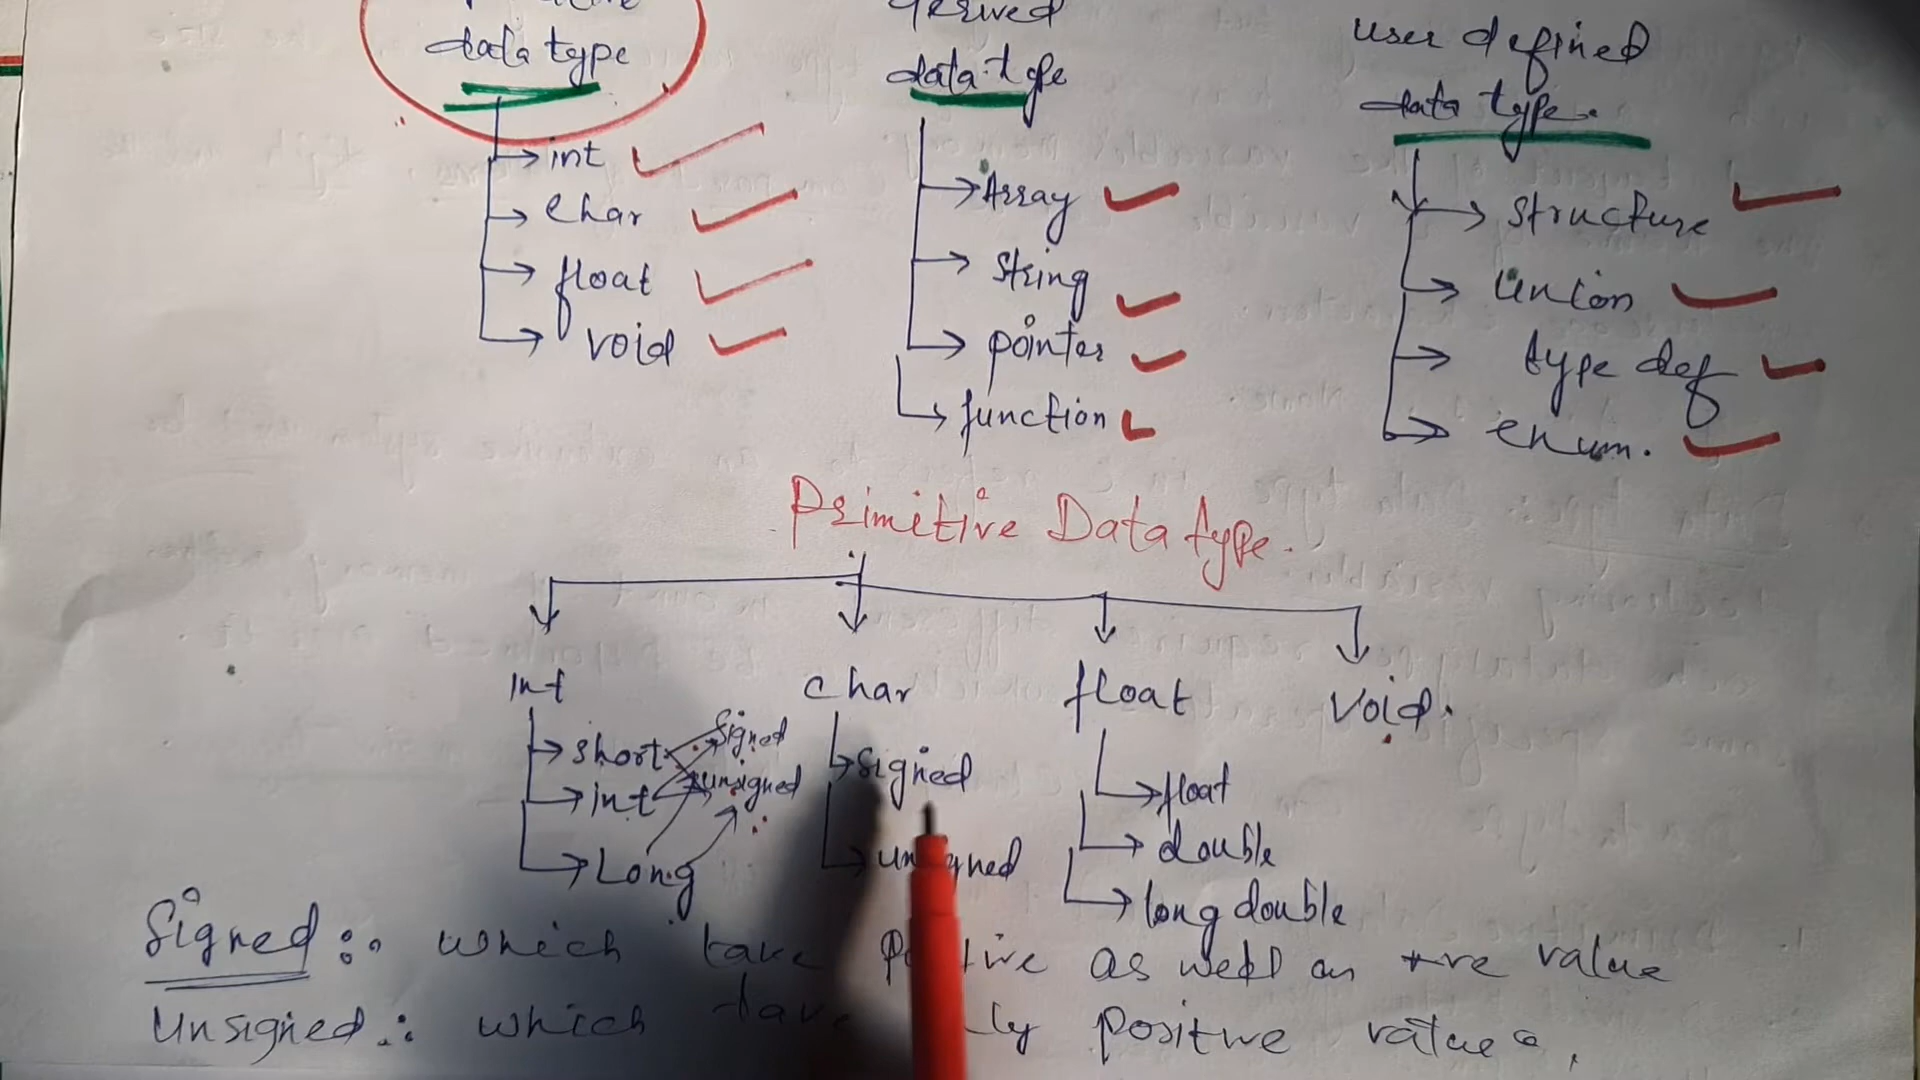 data type
int
char
float
void
derived
data type
Array
string
pointer
function
user defined
data type.
structure
union
type def
enum.
Primitive Data type.
Int
short
int
Long
signed
unsigned
char
signed
float
float
double
long double
void.
Signed : which take as well as value
Unsigned : which positive value